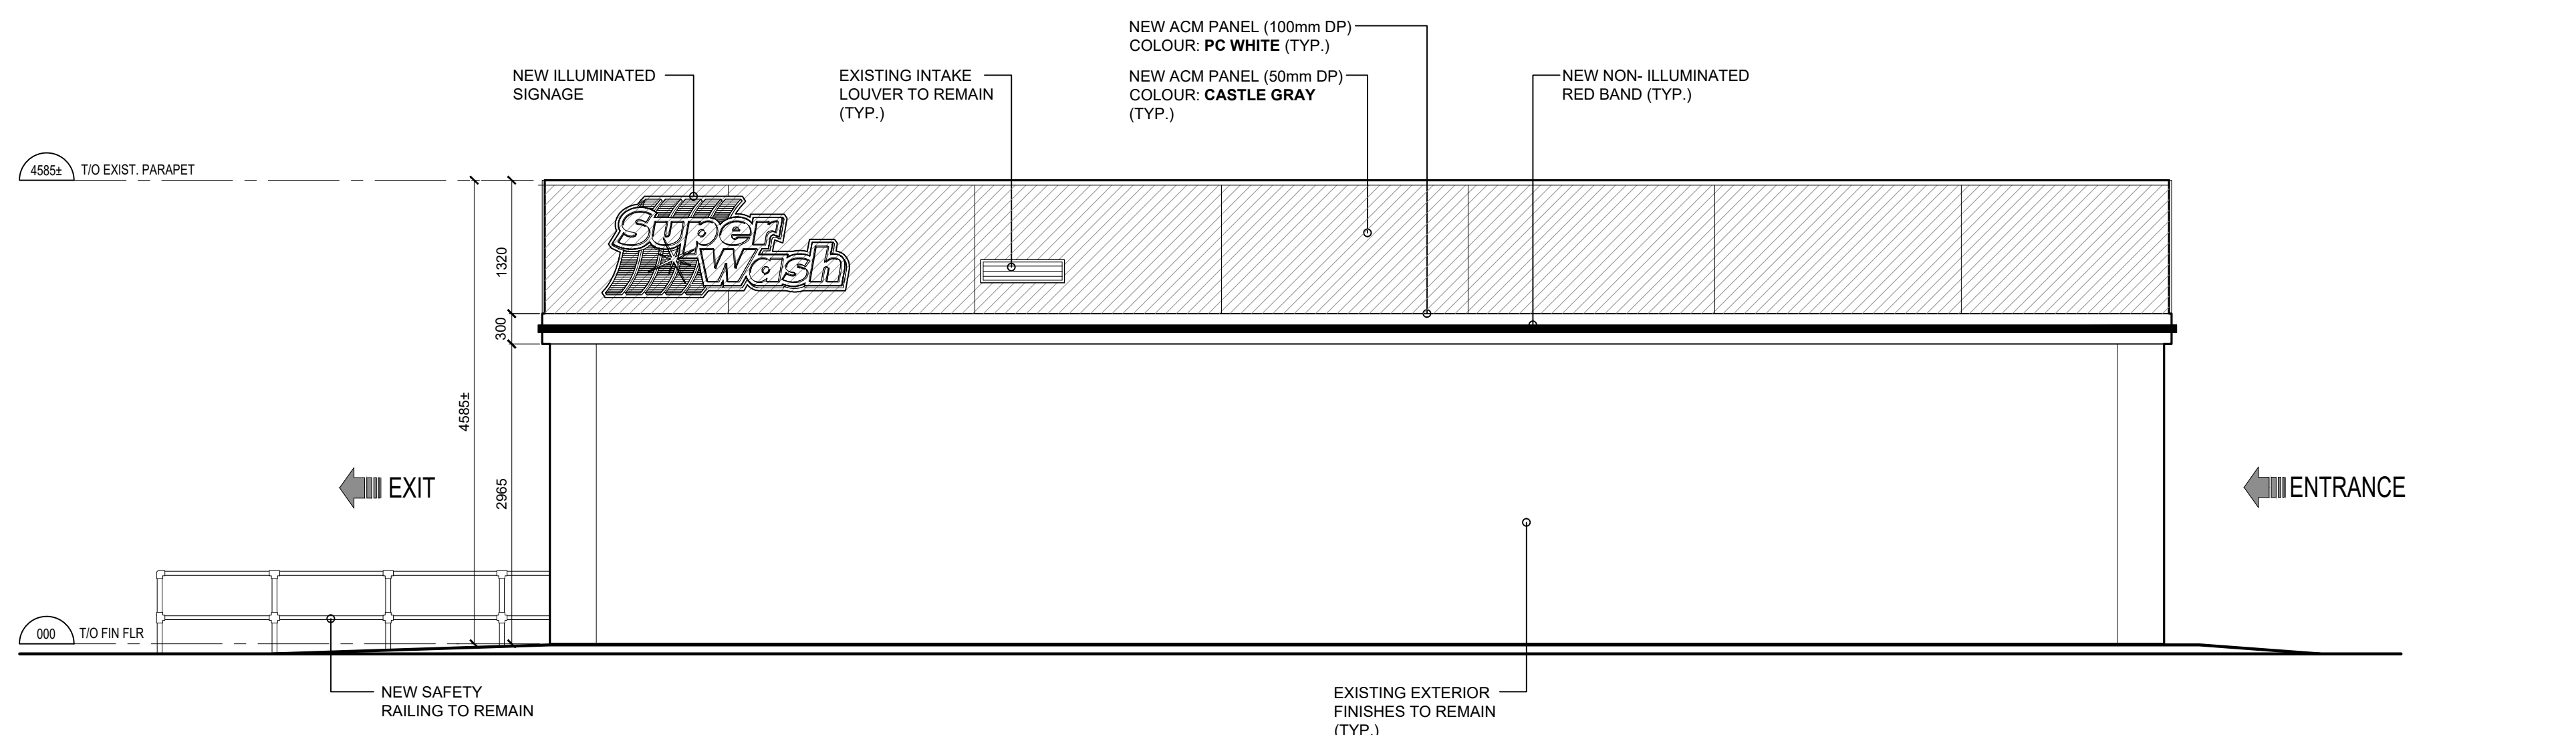 NEW ACM PANEL (100mm DP)
COLOUR: PC WHITE (TYP.)
NEW ILLUMINATED
SIGNAGE
EXISTING INTAKE
LOUVER TO REMAIN
(TYP.)
NEW ACM PANEL (50mm DP)
COLOUR: CASTLE GRAY
(TYP.)
NEW NON- ILLUMINATED
RED BAND (TYP.)
4585± T/O EXIST. PARAPET
Super
Wash
1320
300
4585±
2965
EXIT
ENTRANCE
000 T/O FIN FLR
NEW SAFETY
RAILING TO REMAIN
EXISTING EXTERIOR
FINISHES TO REMAIN
(TYP.)